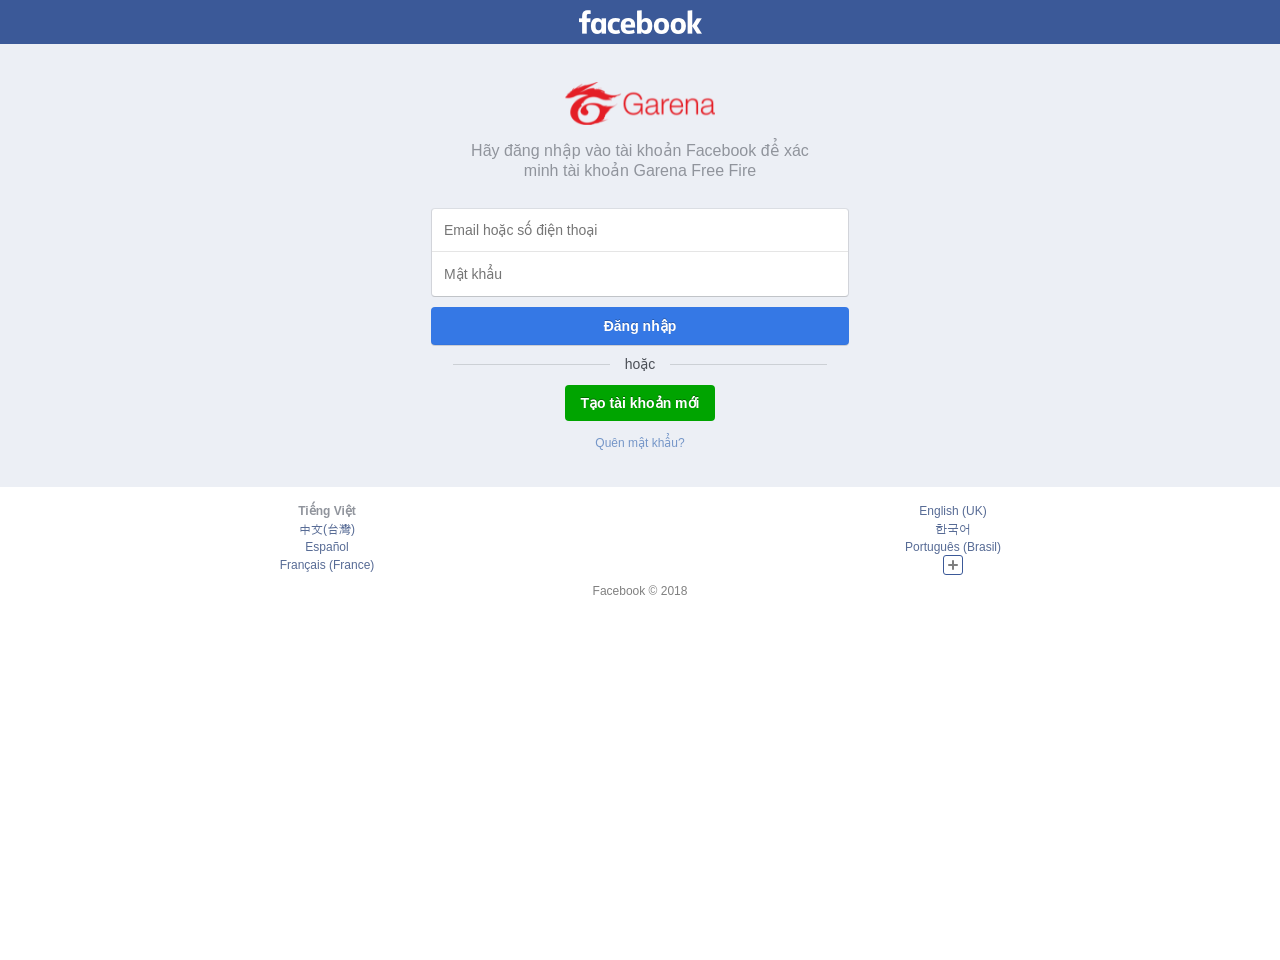 facebook
Garena
Hãy đăng nhập vào tài khoản Facebook để xác
minh tài khoản Garena Free Fire
Email hoặc số điện thoại
Mật khẩu
Đăng nhập
hoặc
Tạo tài khoản mới
Quên mật khẩu?
Tiếng Việt
中文(台灣)
Español
Français (France)
English (UK)
한국어
Português (Brasil)
Facebook © 2018